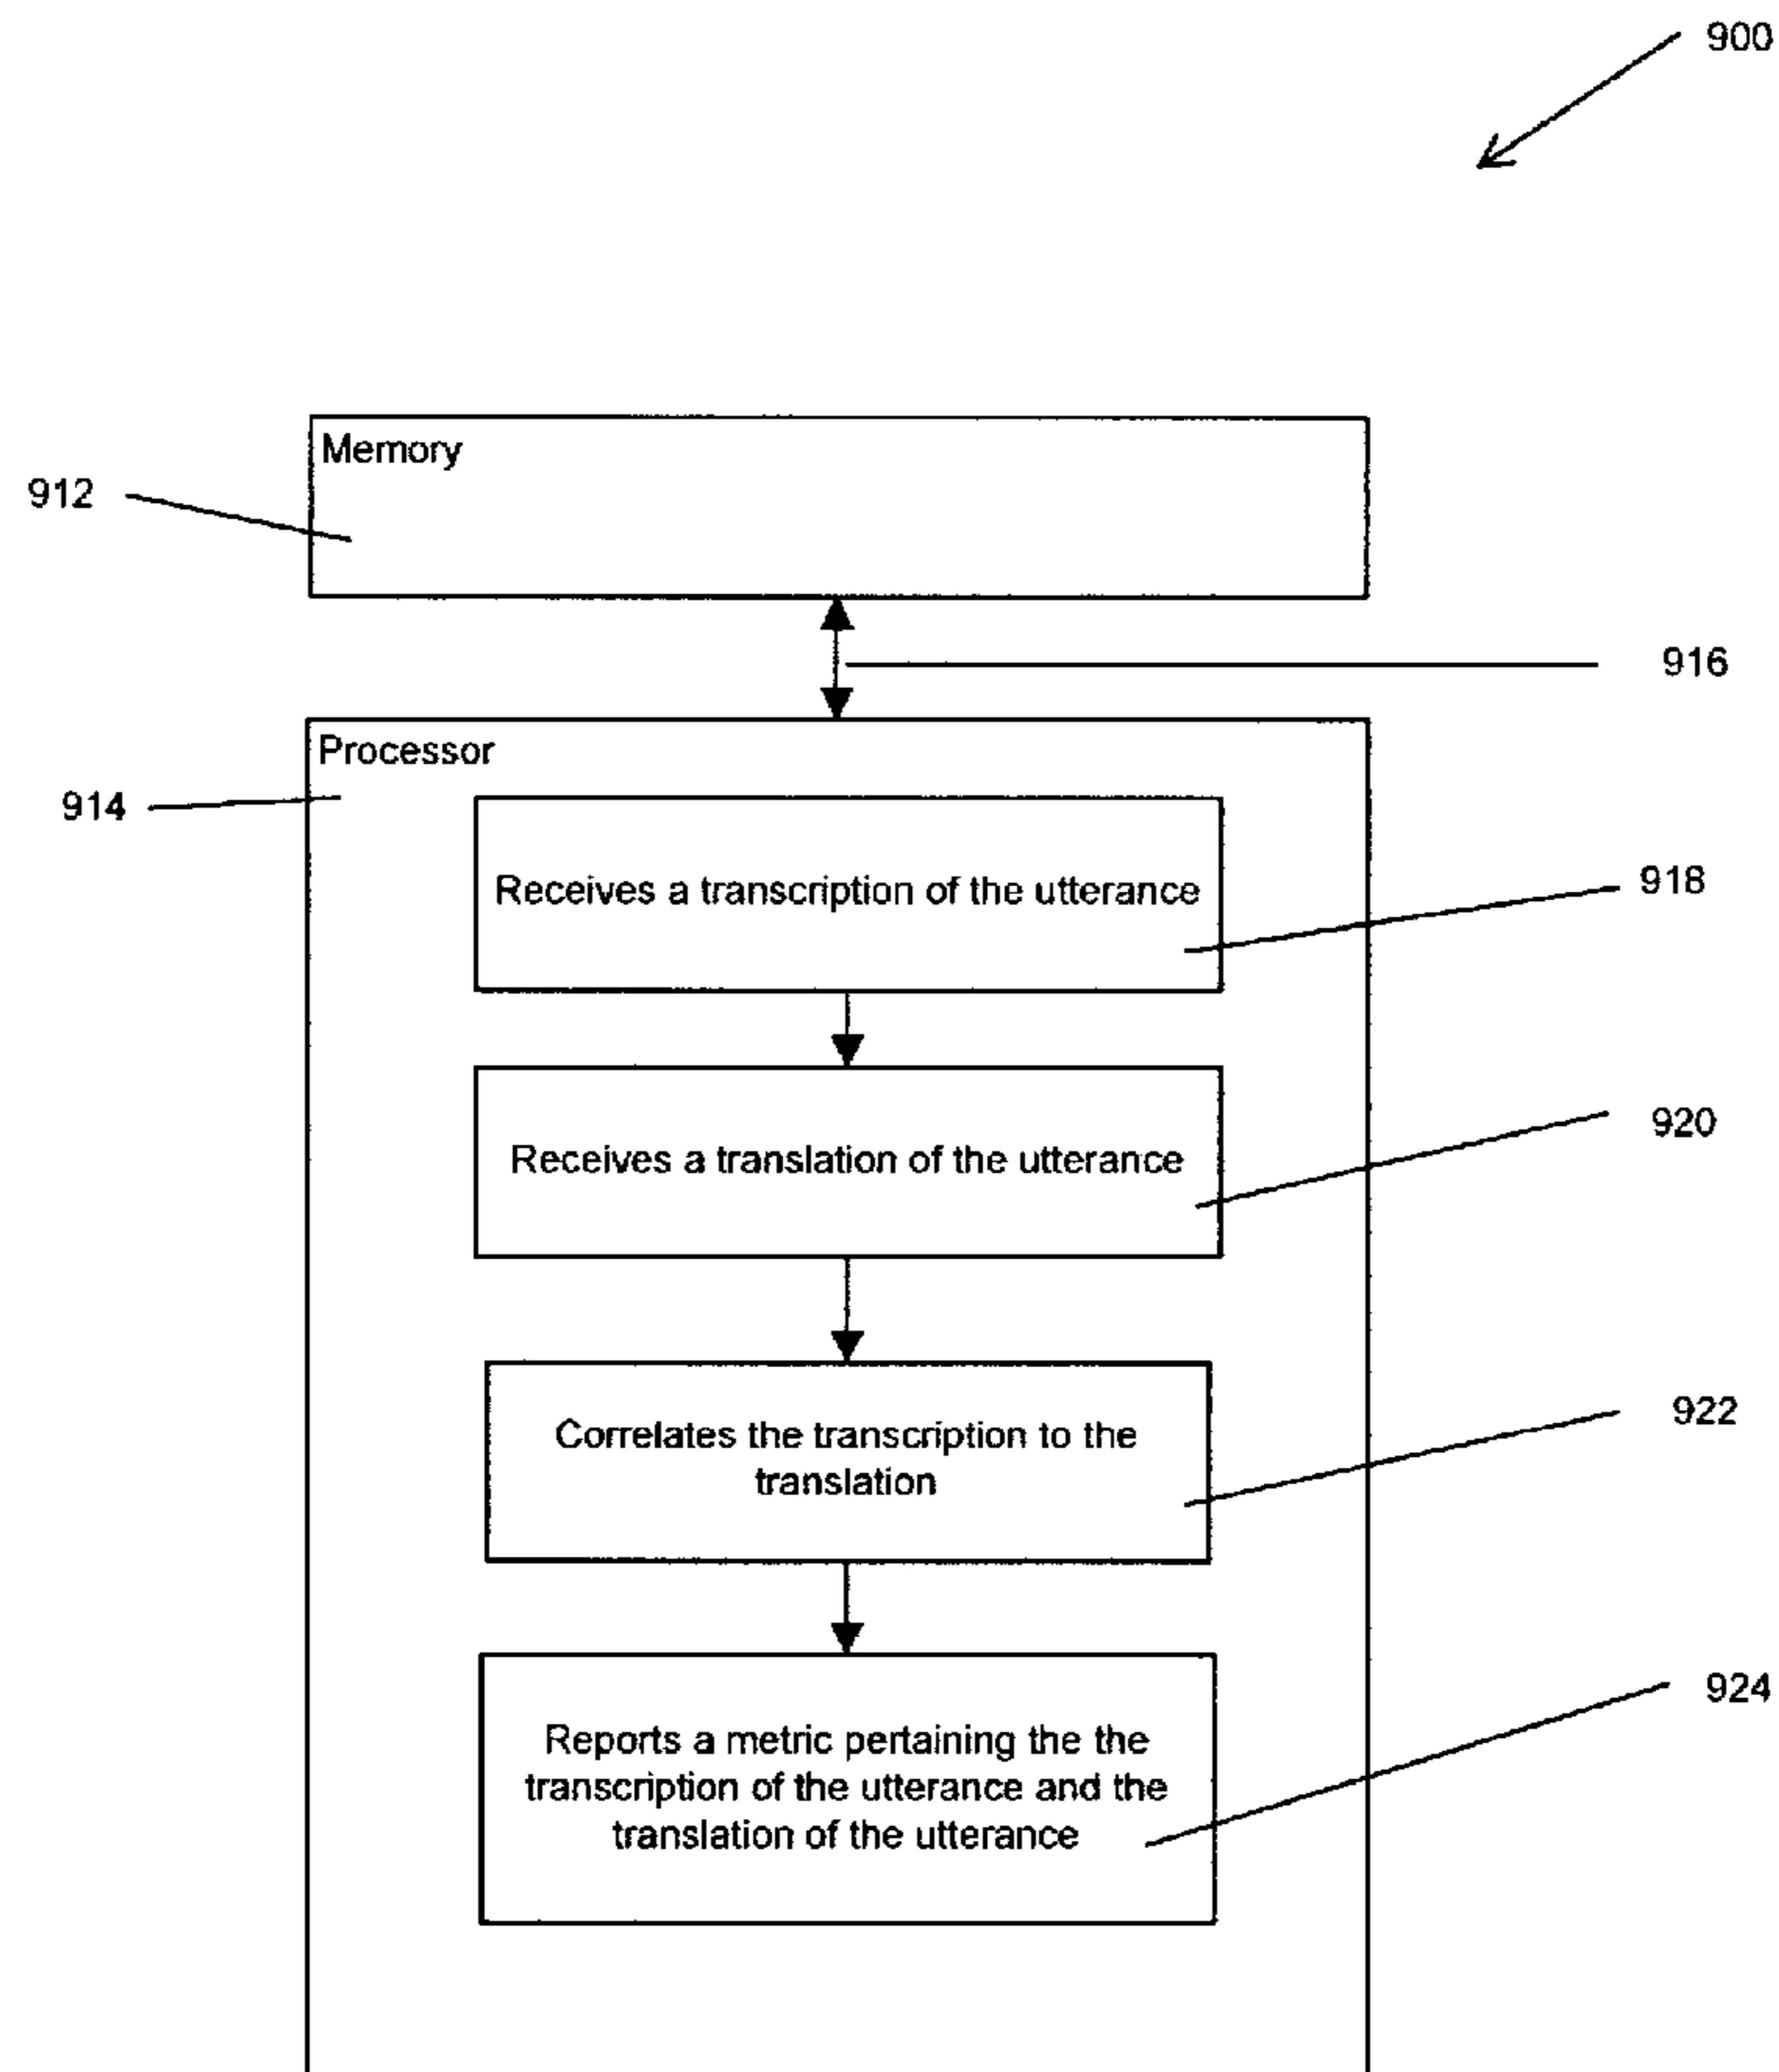 900
Memory
912
916
Processor
914
Receives a transcription of the utterance
918
Receives a translation of the utterance
920
Correlates the transcription to the
translation
922
Reports a metric pertaining the the
transcription of the utterance and the
translation of the utterance
924